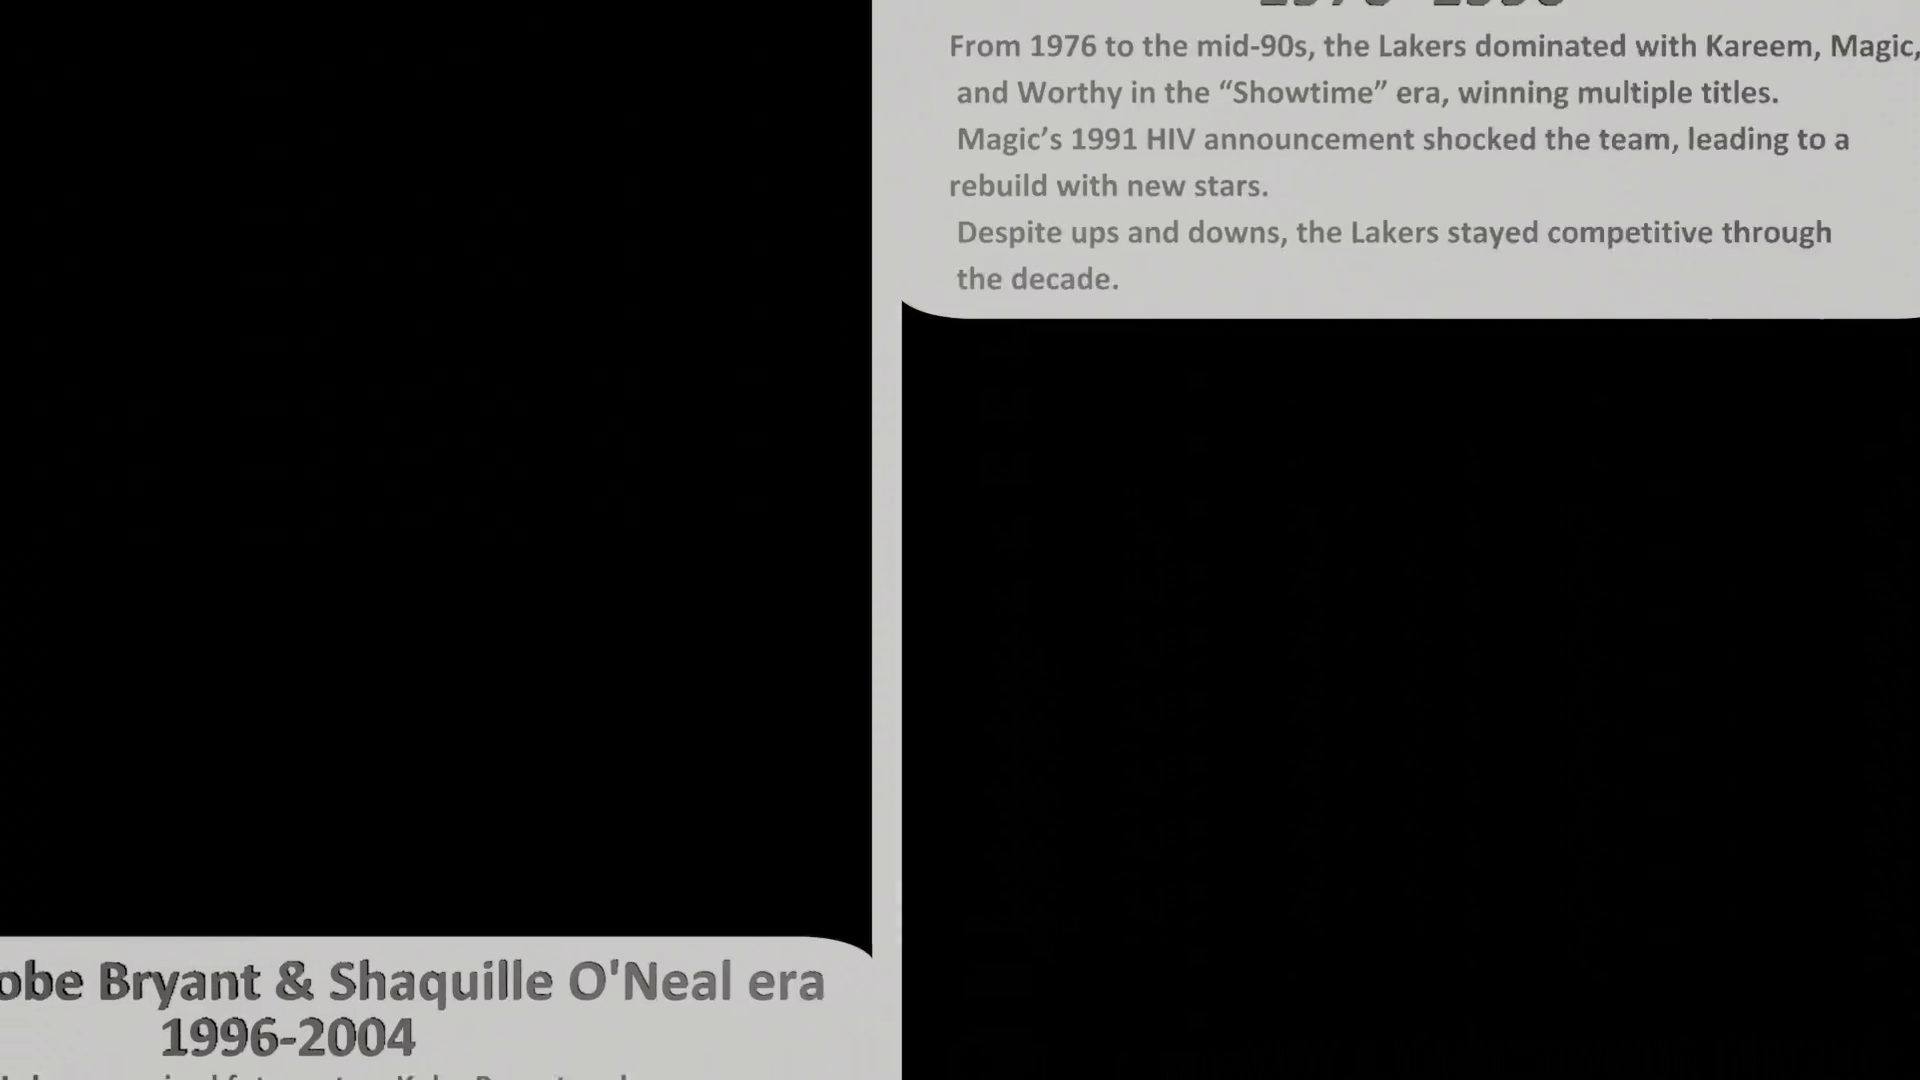 From 1976 to the mid-90s, the Lakers dominated with Kareem, Magic,
and Worthy in the “Showtime” era, winning multiple titles.
Magic’s 1991 HIV announcement shocked the team, leading to a
rebuild with new stars.
Despite ups and downs, the Lakers stayed competitive through
the decade.
obe Bryant & Shaquille O'Neal era
1996-2004